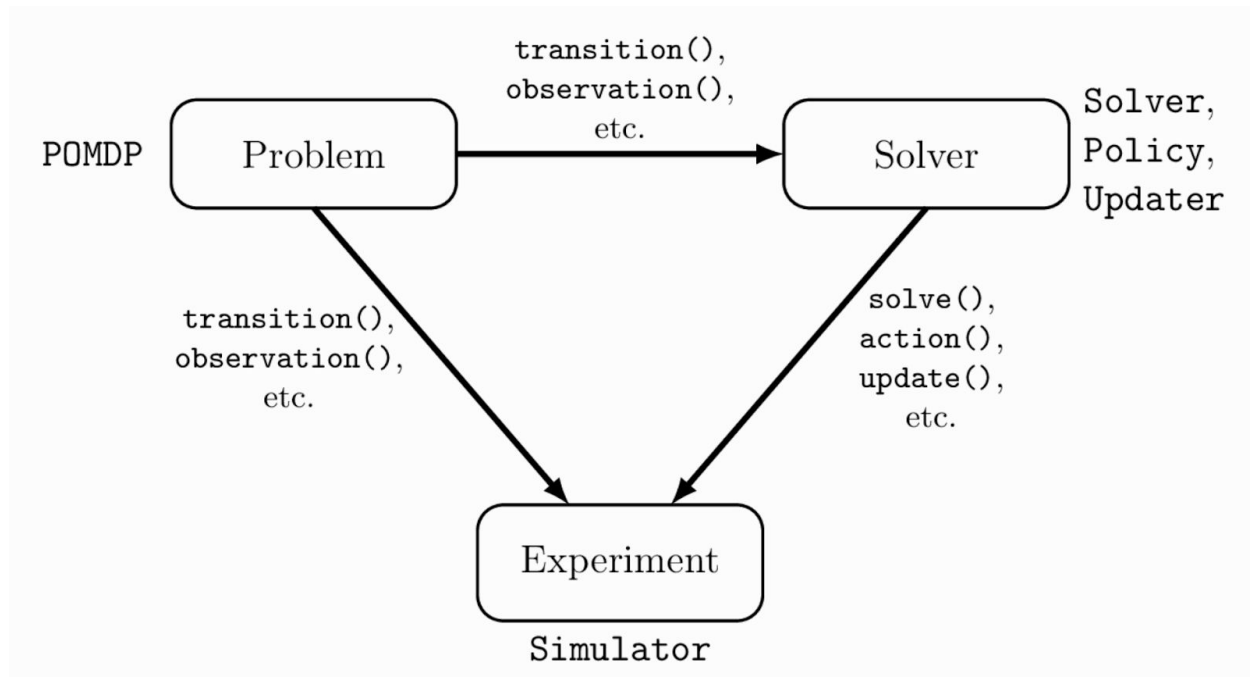 transition(),
observation(),
etc.
POMDP
Problem
Solver
Solver,
Policy,
Updater
transition(),
observation(),
etc.
solve(),
action(),
update(),
etc.
Experiment
Simulator